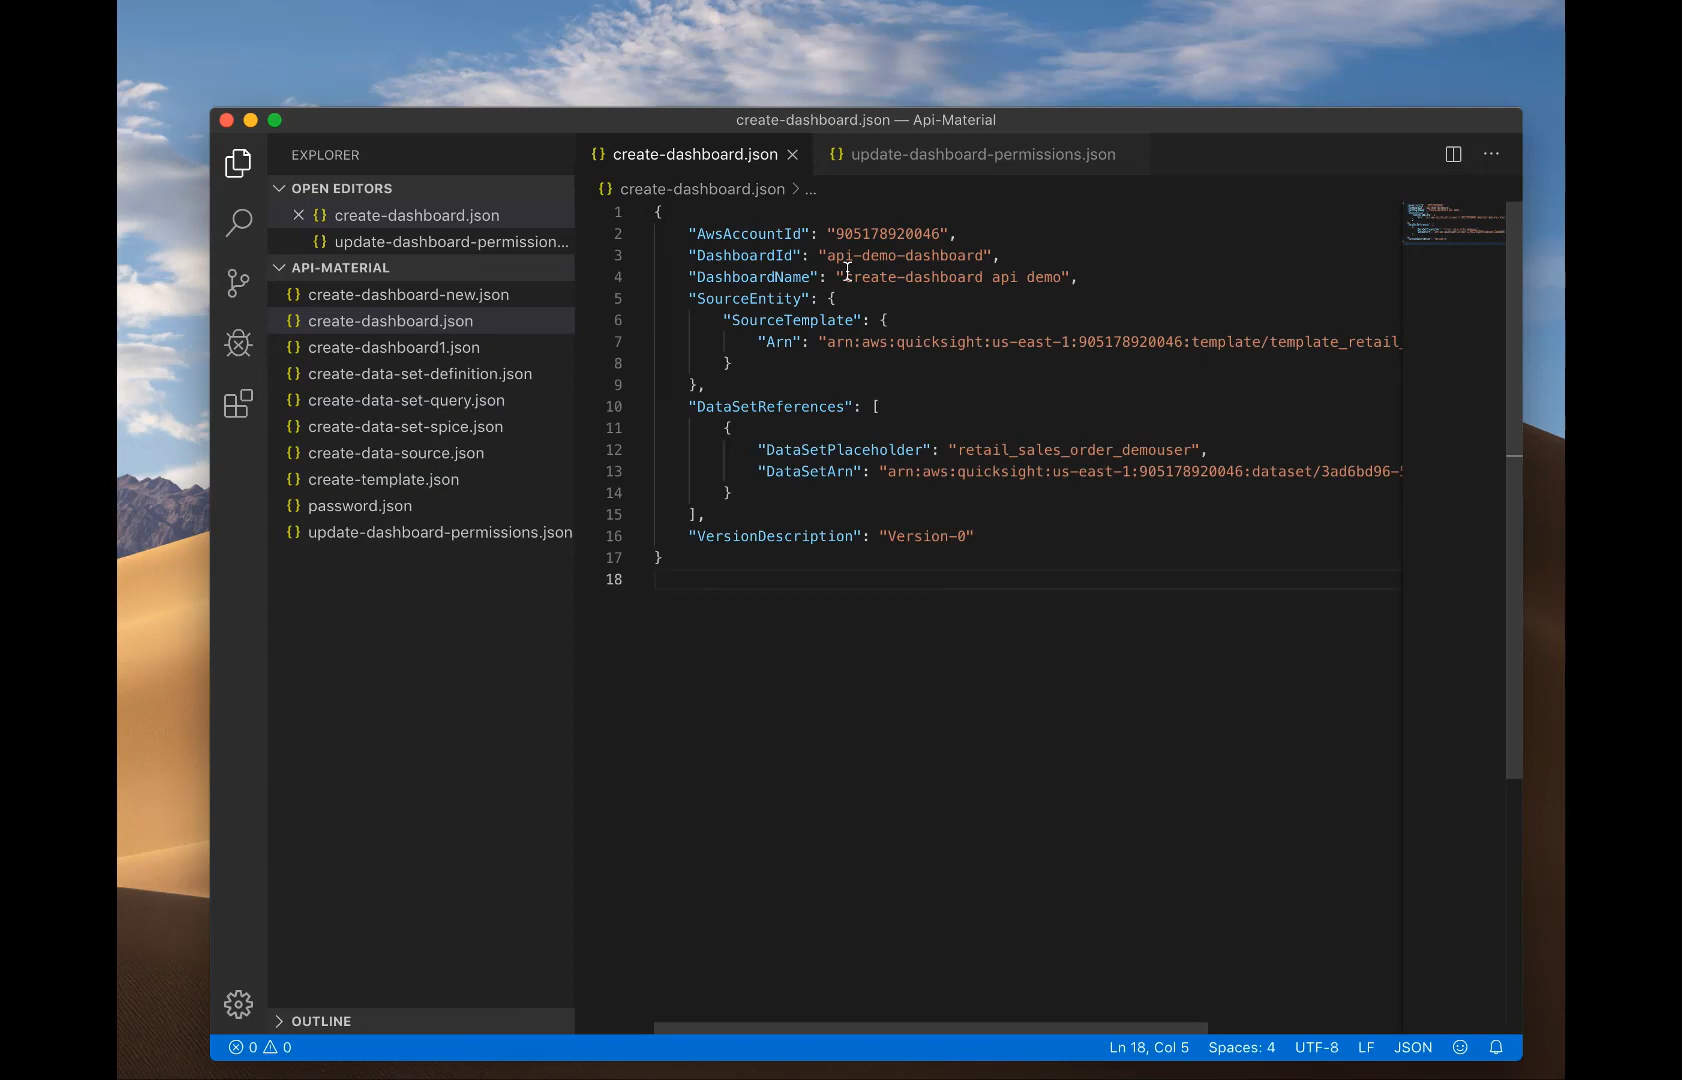 create-dashboard.json — Api-Material
EXPLORER
OPEN EDITORS
create-dashboard.json
update-dashboard-permission...
API-MATERIAL
create-dashboard-new.json
create-dashboard.json
create-dashboard1.json
create-data-set-definition.json
create-data-set-query.json
create-data-set-spice.json
create-data-source.json
create-template.json
password.json
update-dashboard-permissions.json
OUTLINE
{} create-dashboard.json × {} update-dashboard-permissions.json
{} create-dashboard.json > ...
1 {
2 "AwsAccountId": "905178920046",
3 "DashboardId": "api-demo-dashboard",
4 "DashboardName": "create-dashboard api demo",
5 "SourceEntity": {
6 "SourceTemplate": {
7 "Arn": "arn:aws:quicksight:us-east-1:905178920046:template/template_retail_
8 }
9 },
10 "DataSetReferences": [
11 {
12 "DataSetPlaceholder": "retail_sales_order_demouser",
13 "DataSetArn": "arn:aws:quicksight:us-east-1:905178920046:dataset/3ad6bd96-5
14 }
15 ],
16 "VersionDescription": "Version-0"
17 }
18
0 0 Ln 18, Col 5 Spaces: 4 UTF-8 LF JSON